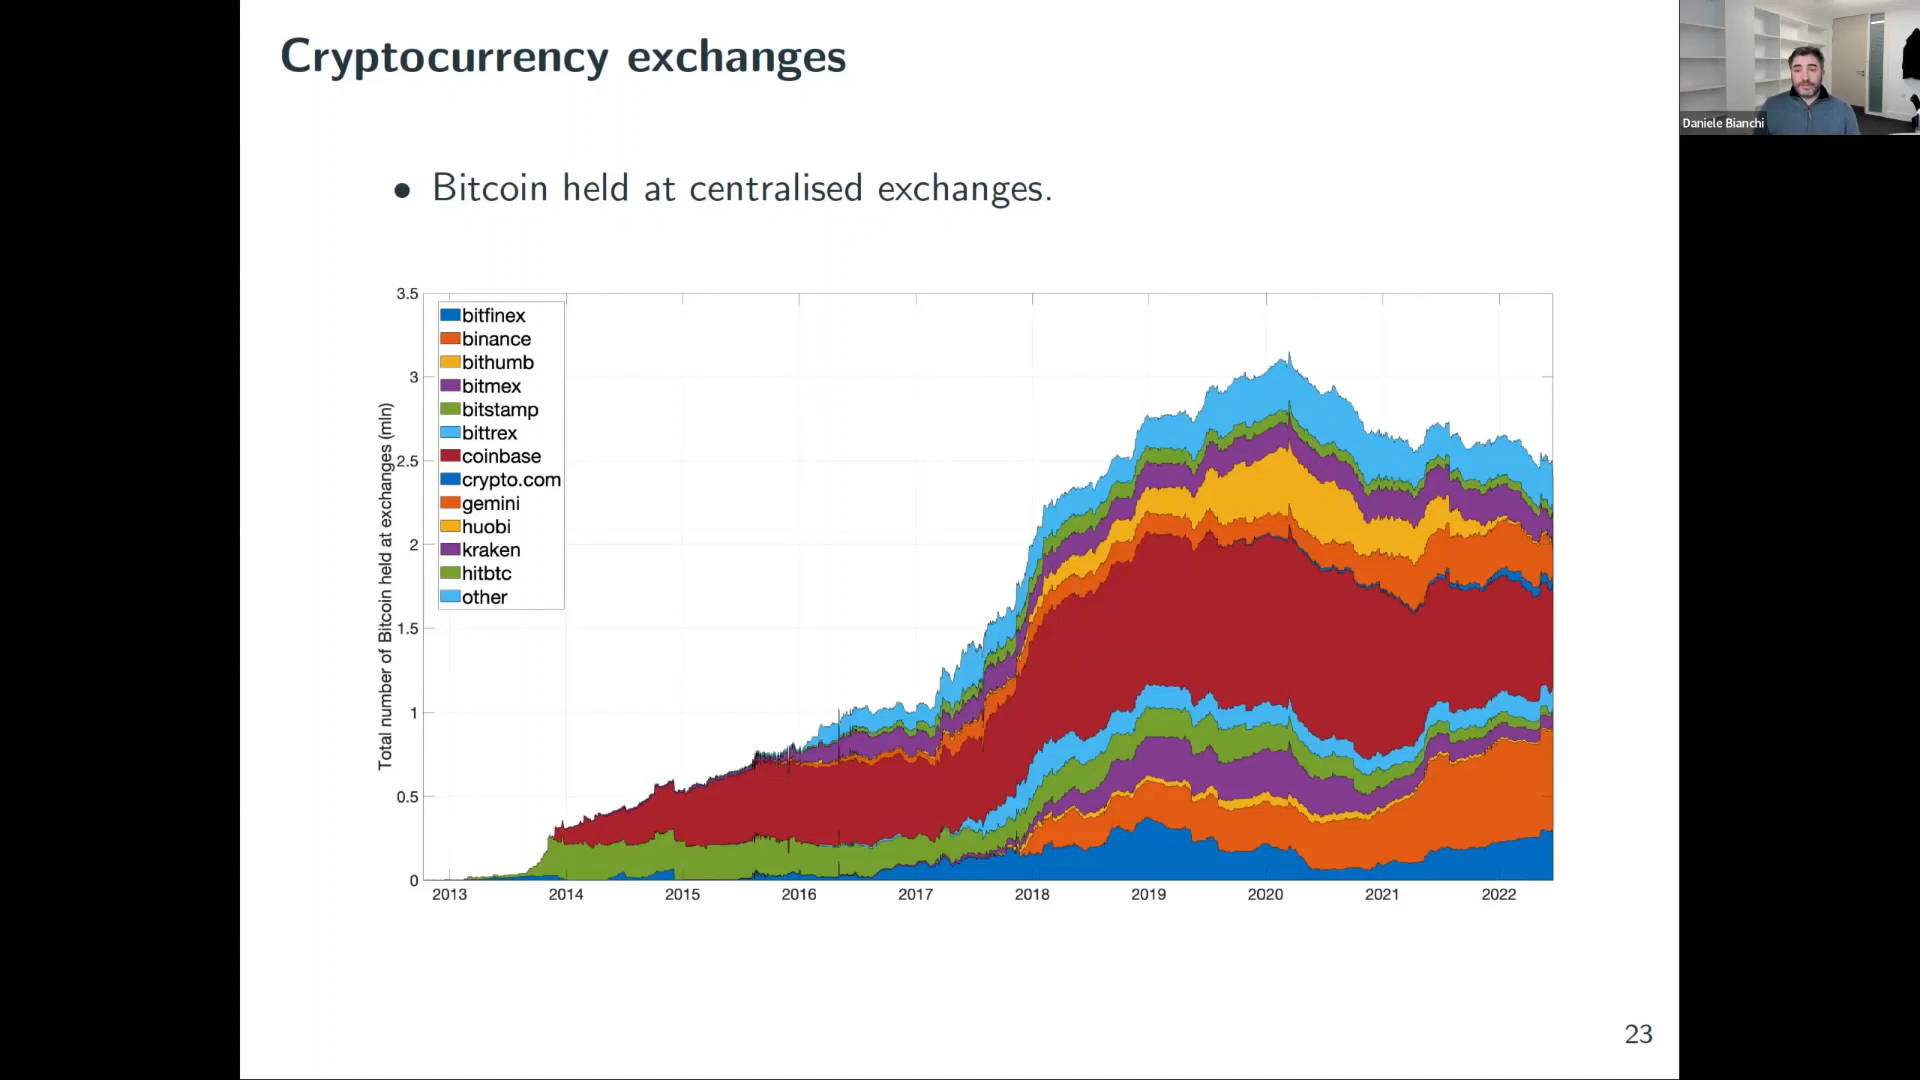 Cryptocurrency exchanges
Daniele Bianchi
• Bitcoin held at centralised exchanges.
Total number of Bitcoin held at exchanges (mln)
3.5
3
2.5
2
1.5
1
0.5
0
bitfinex
binance
bithumb
bitmex
bitstamp
bittrex
coinbase
crypto.com
gemini
huobi
kraken
hitbtc
other
2013 2014 2015 2016 2017 2018 2019 2020 2021 2022
23